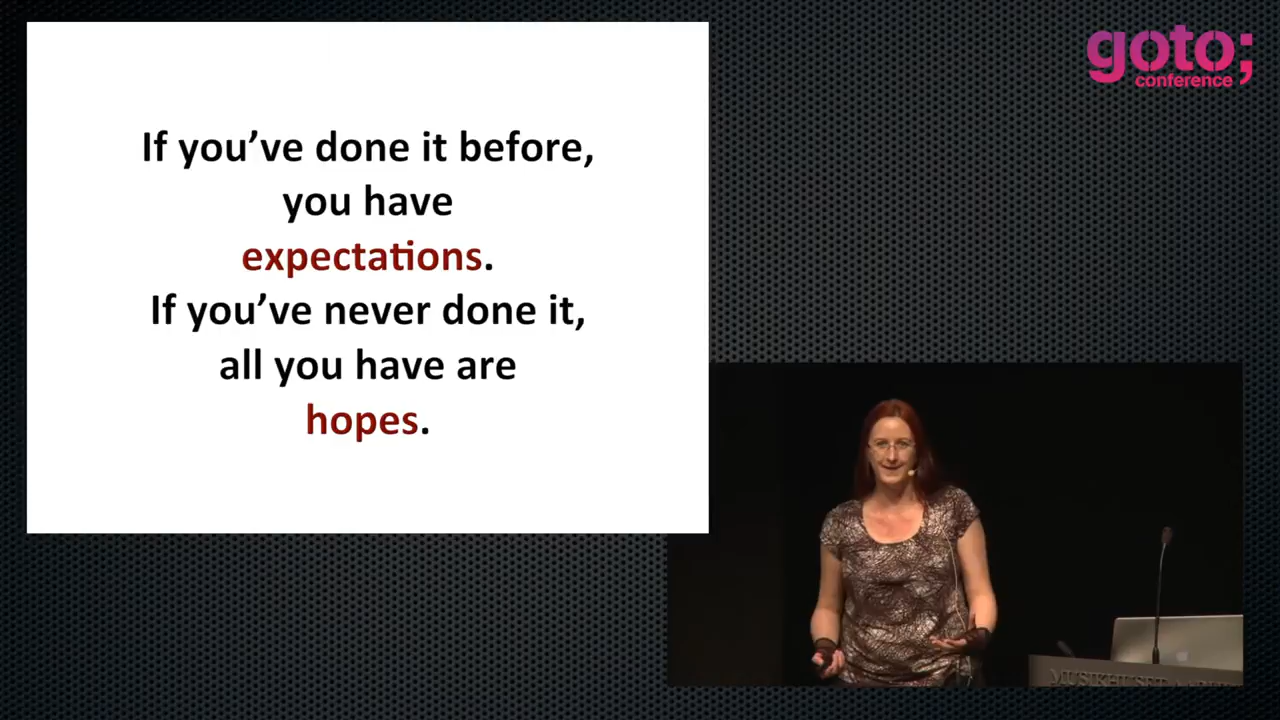 If you’ve done it before,
you have
expectations.
If you’ve never done it,
all you have are
hopes.
goto;
conference
MUSIKHUSET